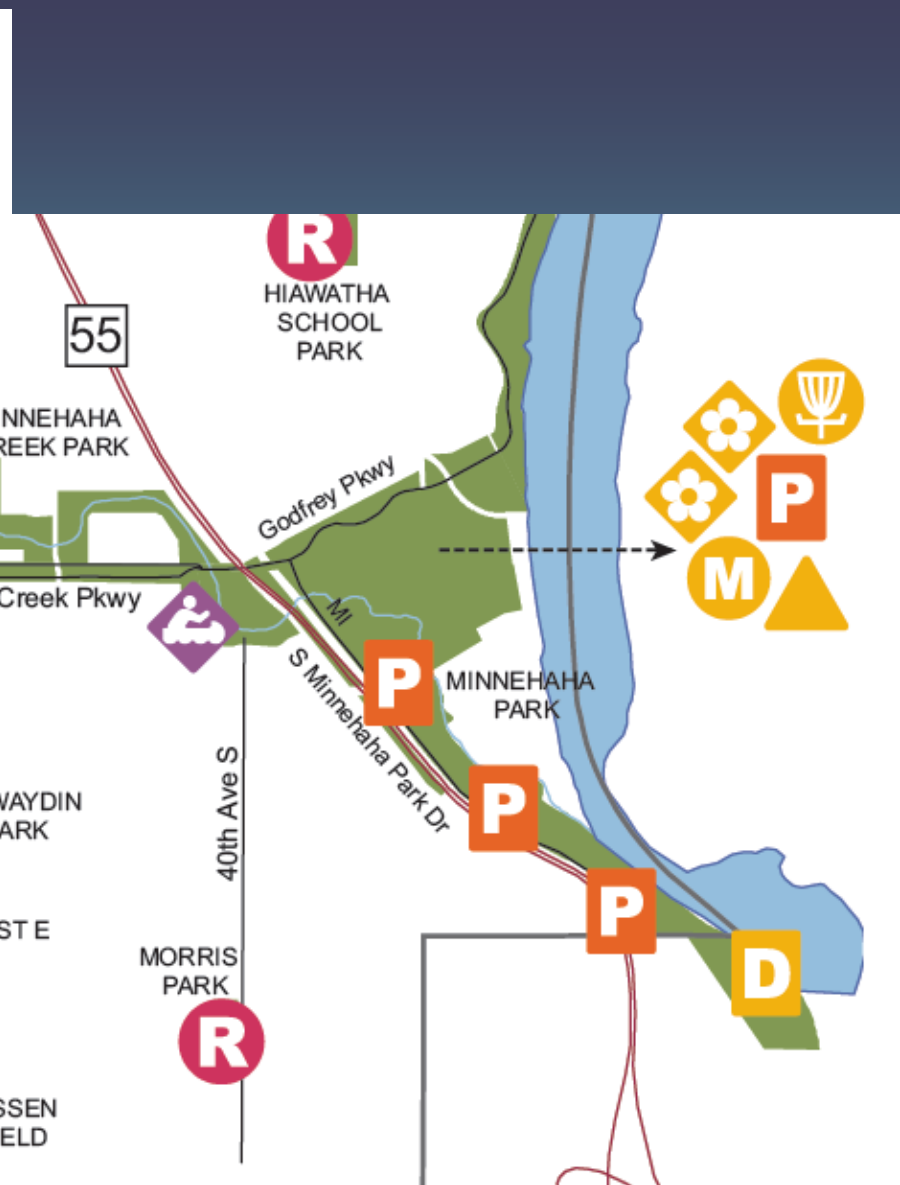 R
HIAWATHA
SCHOOL
PARK
55
NNEHAHA
REEK PARK
Godfrey Pkwy
P
M
Creek Pkwy
MI
P
MINNEHAHA
PARK
S Minnehaha Park Dr
40th Ave S
P
WAYDIN
ARK
P
ST E
D
MORRIS
PARK
R
SSEN
ELD